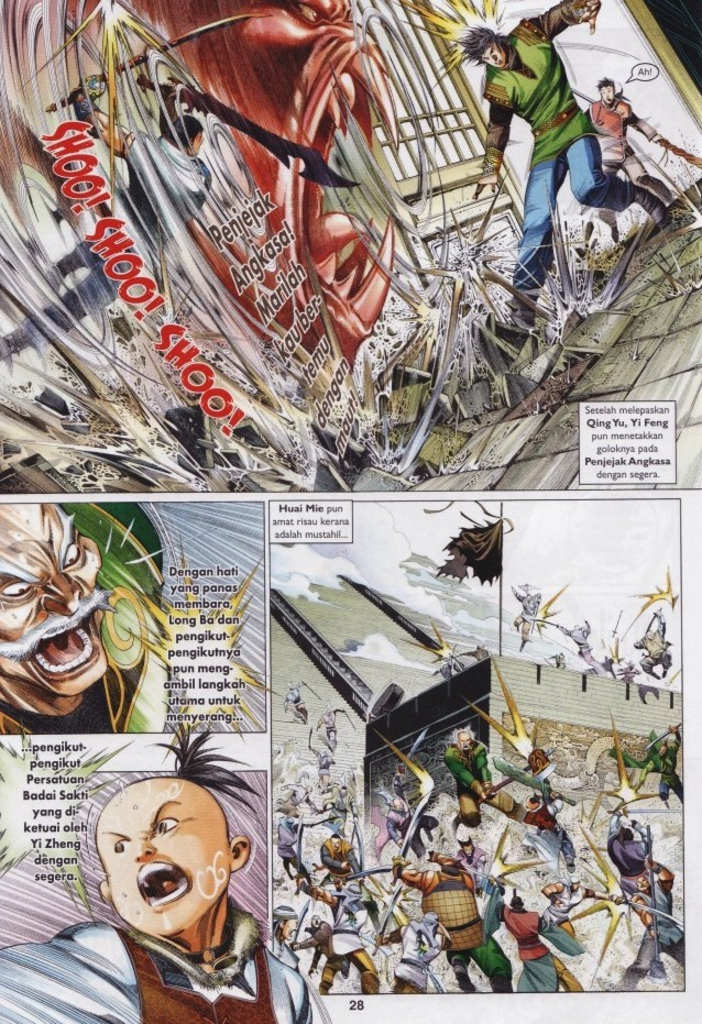 SHOO! SHOO! SHOO! SHOO!
Ah!
Penjejak
Angkasa!
Marilah
kau ber-
temu
dengan
Setelah melepaskan
Qing Yu, Yi Feng
pun menetakkan
goloknya pada
Penjejak Angkasa
dengan segera.
Dengan hati
yang panas
membara,
Long Ba dan
pengikut-
pengikutnya
pun meng-
ambil langkah
utama untuk
menyerang...
...pengikut-
pengikut
Persatuan
Badai Sakti
yang di-
ketuai oleh
Yi Zheng
dengan
segera.
Huai Mie pun
amat risau kerana
adalah mustahil...
28